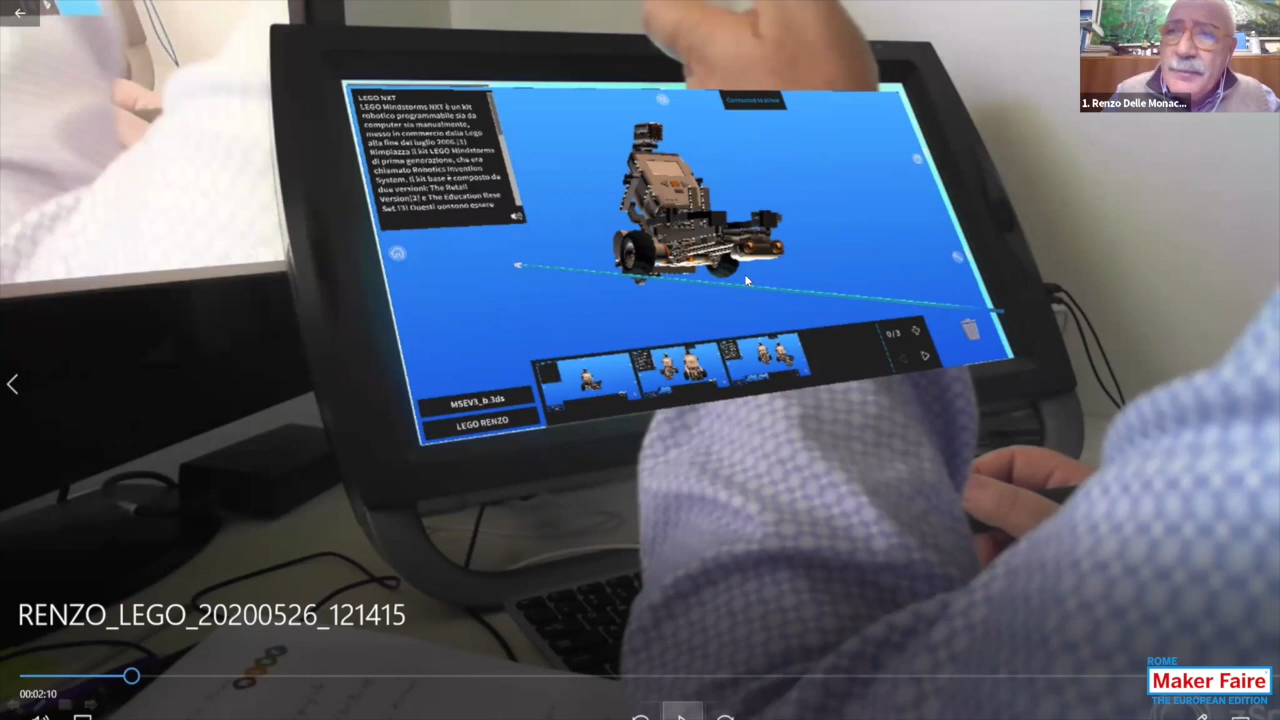 1. Renzo Delle Monac...
LEGO NXT
LEGO Mindstorms NXT è un kit
robotico programmabile sia da
computer sia manualmente,
messo in commercio dalla Lego
alla fine del luglio 2006.[1]
Rimpiazza il kit LEGO Mindstorms
di prima generazione, che era
chiamato Robotics Invention
System. Il kit base è composto da
due versioni: The Retail
Version[2] e The Education Base
Set.[3] Questi possono essere
0/3
MSEV3_b.3ds
LEGO RENZO
RENZO_LEGO_20200526_121415
00:02:10
ROME
Maker Faire
THE EUROPEAN EDITION